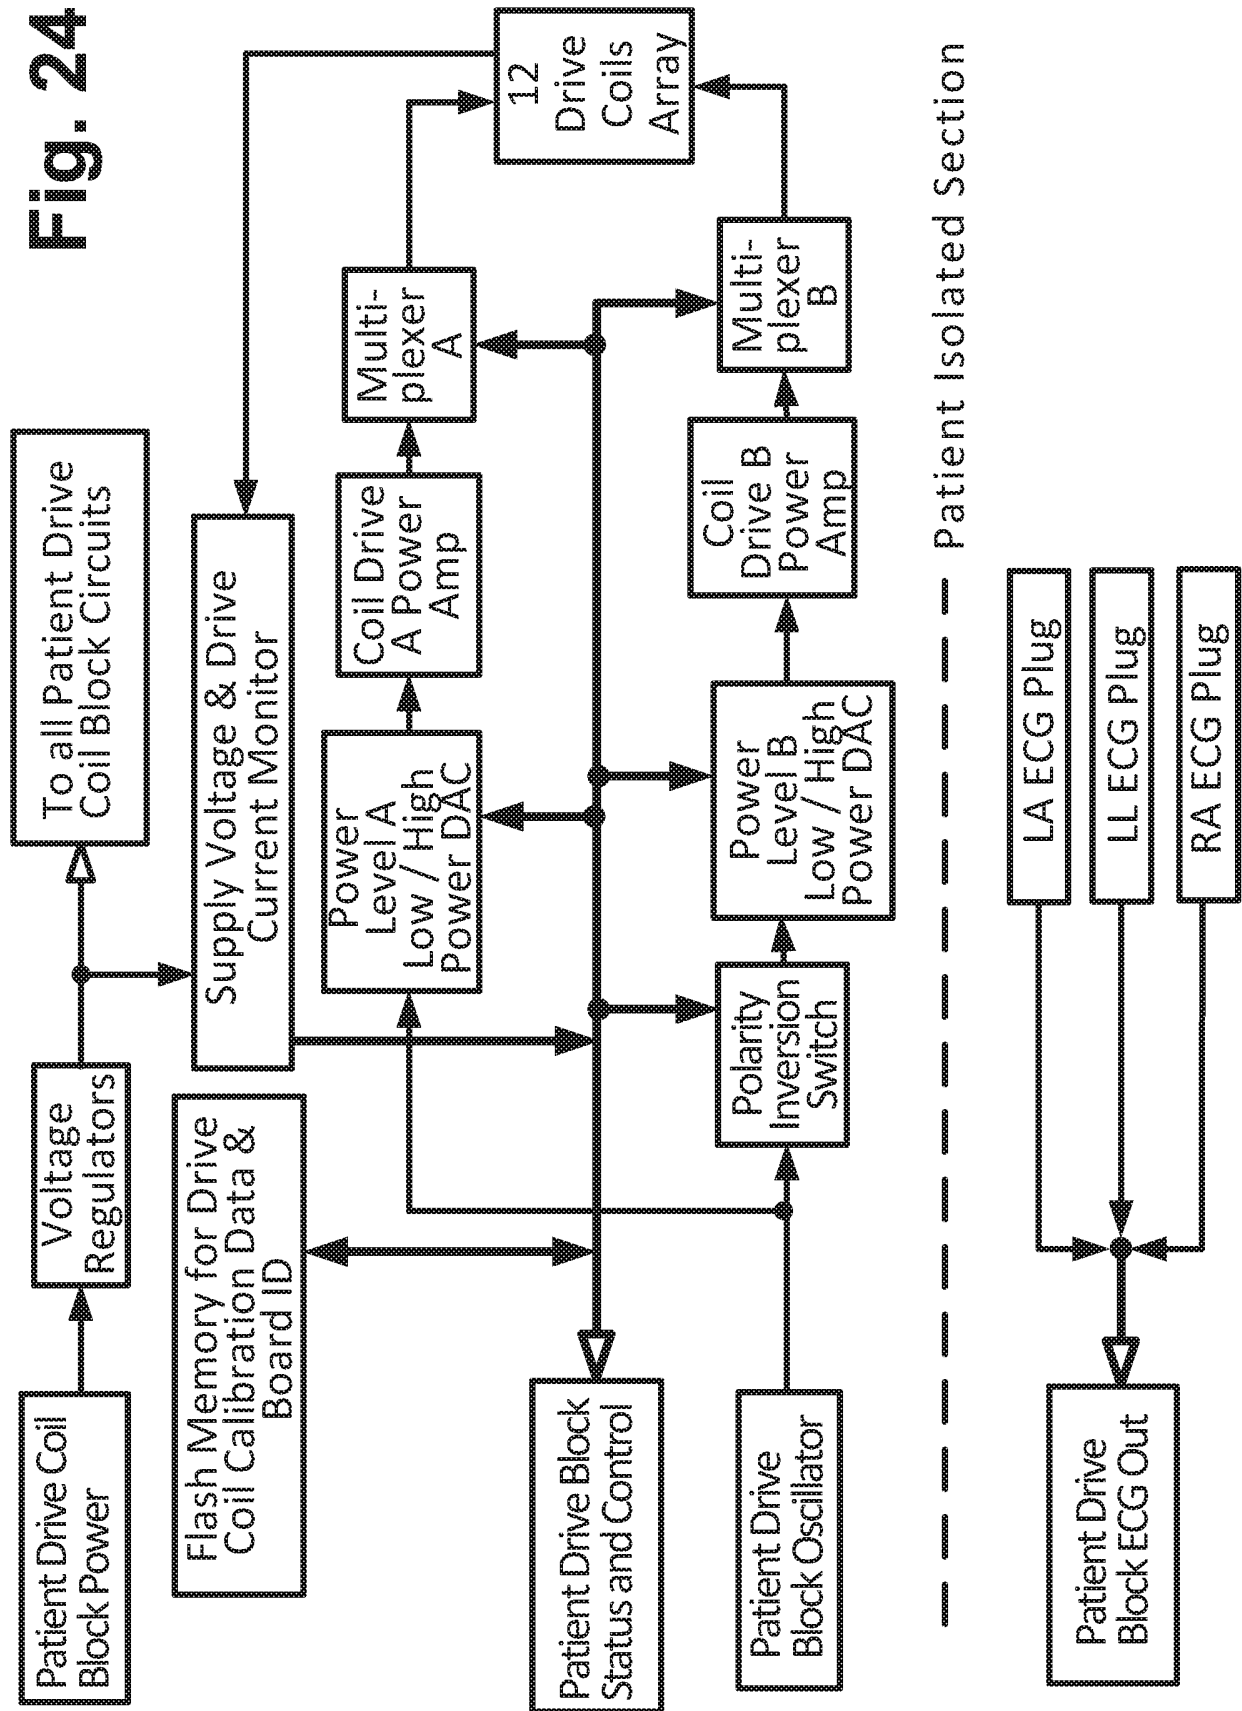 Fig. 24
Patient Drive Coil
Block Power
Voltage
Regulators
To all Patient Drive
Coil Block Circuits
Flash Memory for Drive
Coil Calibration Data &
Board ID
Supply Voltage & Drive
Current Monitor
Power
Level A
Low / High
Power DAC
Coil Drive
A Power
Amp
Multi-
plexer
A
12
Drive
Coils
Array
Patient Drive Block
Status and Control
Patient Drive
Block Oscillator
Polarity
Inversion
Switch
Power
Level B
Low / High
Power DAC
Coil
Drive B
Power
Amp
Multi-
plexer
B
Patient Isolated Section
Patient Drive
Block ECG Out
LA ECG Plug
LL ECG Plug
RA ECG Plug